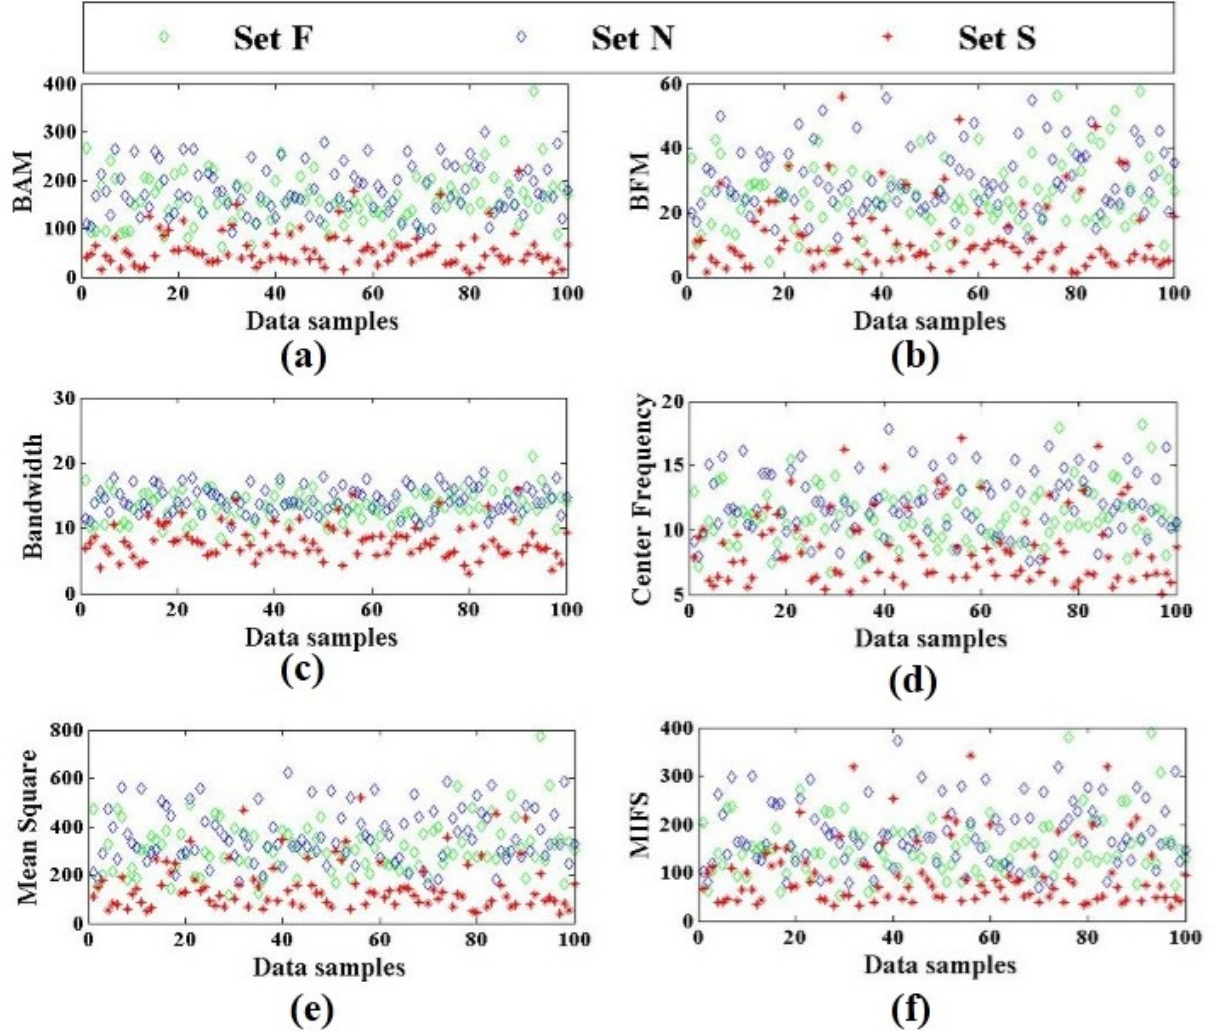 Set F Set N Set S
400
300
200
100
0
BAM
0 20 40 60 80 100
Data samples
(a)
60
40
20
0
BFM
0 20 40 60 80 100
Data samples
(b)
30
20
10
0
Bandwidth
0 20 40 60 80 100
Data samples
(c)
20
15
10
5
Center Frequency
0 20 40 60 80 100
Data samples
(d)
800
600
400
200
0
Mean Square
0 20 40 60 80 100
Data samples
(e)
400
300
200
100
0
MIFS
0 20 40 60 80 100
Data samples
(f)